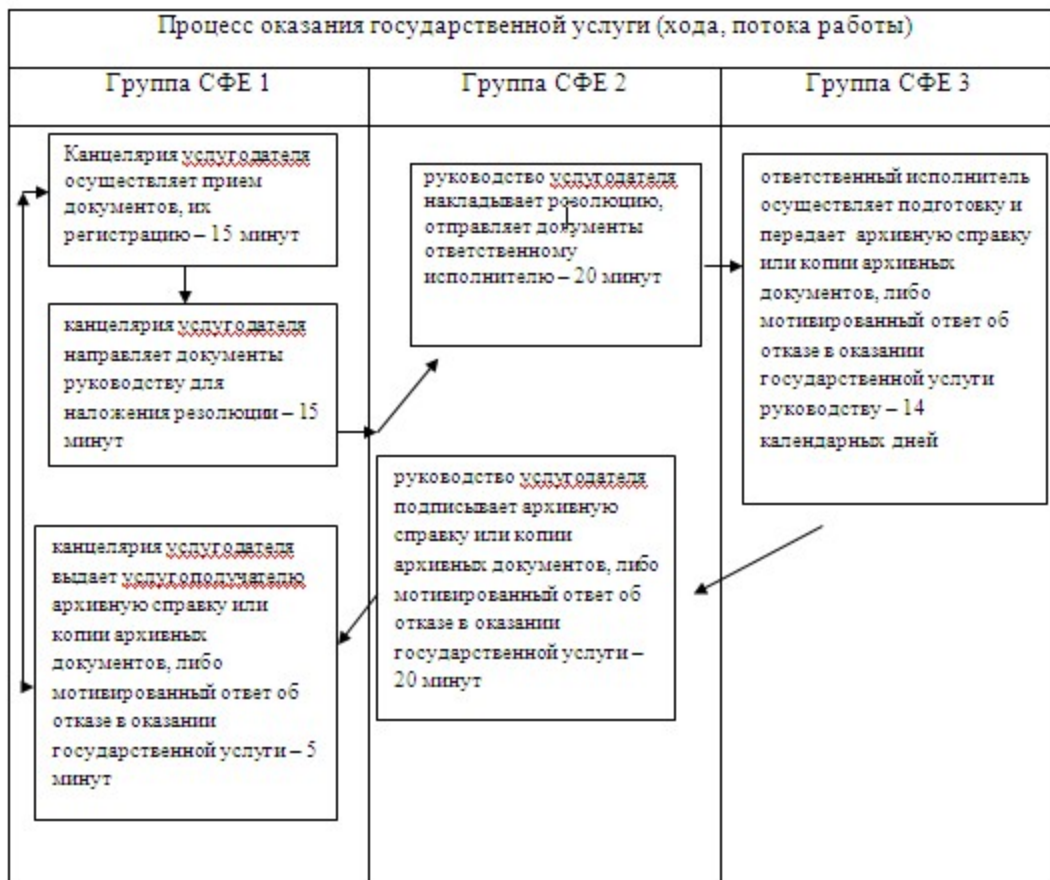 Процесс оказания государственной услуги (хода, потока работы)
Группа СФЕ 1
Группа СФЕ 2
Группа СФЕ 3
Канцелярия услугодателя
осуществляет прием
документов, их
регистрацию – 15 минут
канцелярия услугодателя
направляет документы
руководству для
наложения резолюции – 15
минут
канцелярия услугодателя
выдает услугополучателю
архивную справку или
копии архивных
документов, либо
мотивированный ответ об
отказе в оказании
государственной услуги – 5
минут
руководство услугодателя
накладывает резолюцию,
отправляет документы
ответственному
исполнителю – 20 минут
руководство услугодателя
подписывает архивную
справку или копии
архивных документов, либо
мотивированный ответ об
отказе в оказании
государственной услуги –
20 минут
ответственный исполнитель
осуществляет подготовку и
передает архивную справку
или копии архивных
документов, либо
мотивированный ответ об
отказе в оказании
государственной услуги
руководству – 14
календарных дней